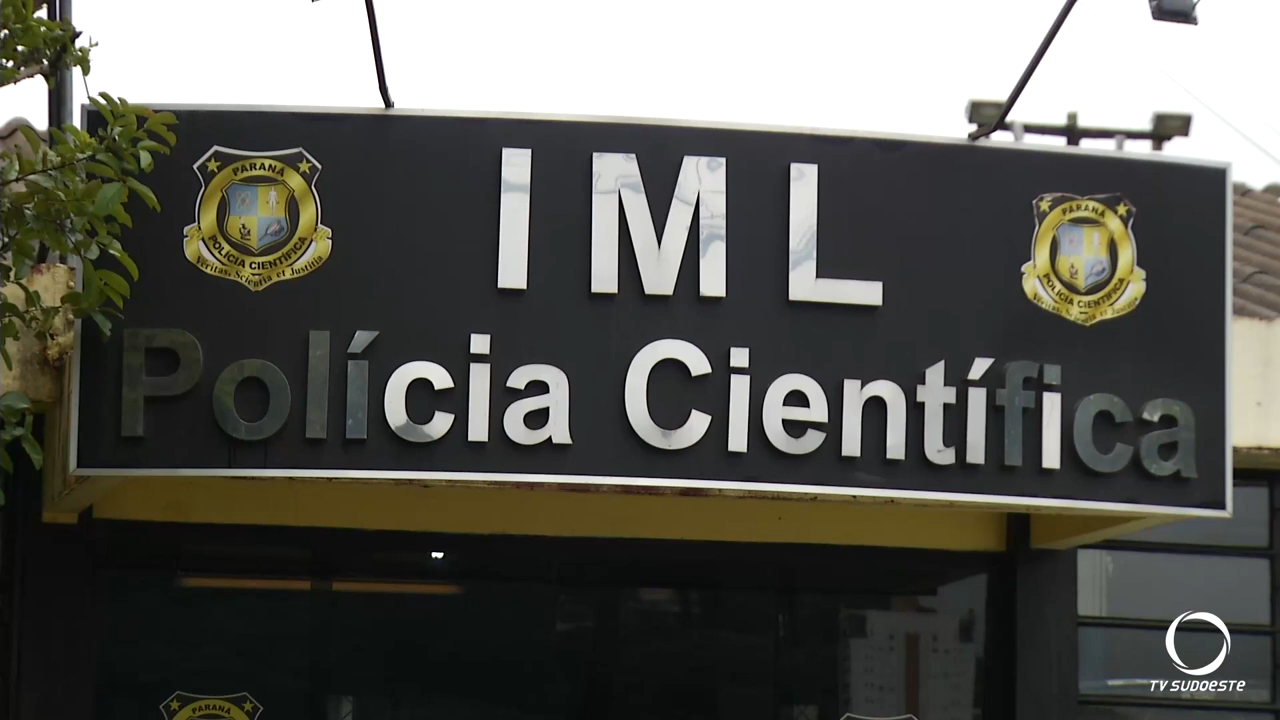 IML
Polícia Científica
PARANÁ
POLÍCIA CIENTÍFICA
Veritas, Scientia et Justitia
PARANÁ
POLÍCIA CIENTÍFICA
Veritas, Scientia et Justitia
TV SUDOESTE
PARANÁ